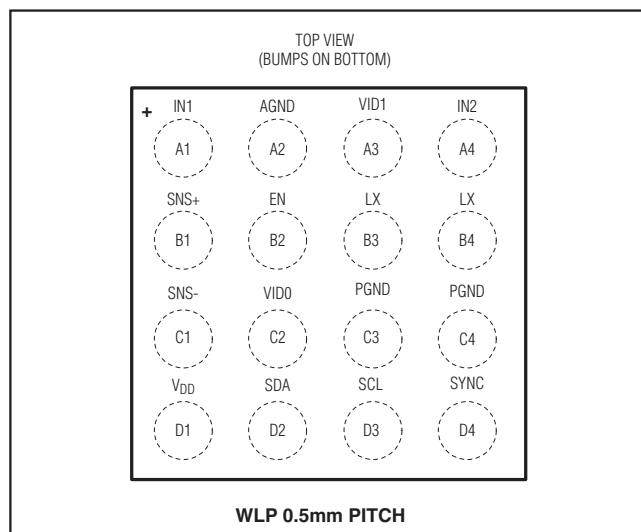 TOP VIEW
(BUMPS ON BOTTOM)
+ IN1 AGND VID1 IN2
A1 A2 A3 A4
SNS+ EN LX LX
B1 B2 B3 B4
SNS- VID0 PGND PGND
C1 C2 C3 C4
VDD SDA SCL SYNC
D1 D2 D3 D4
WLP 0.5mm PITCH